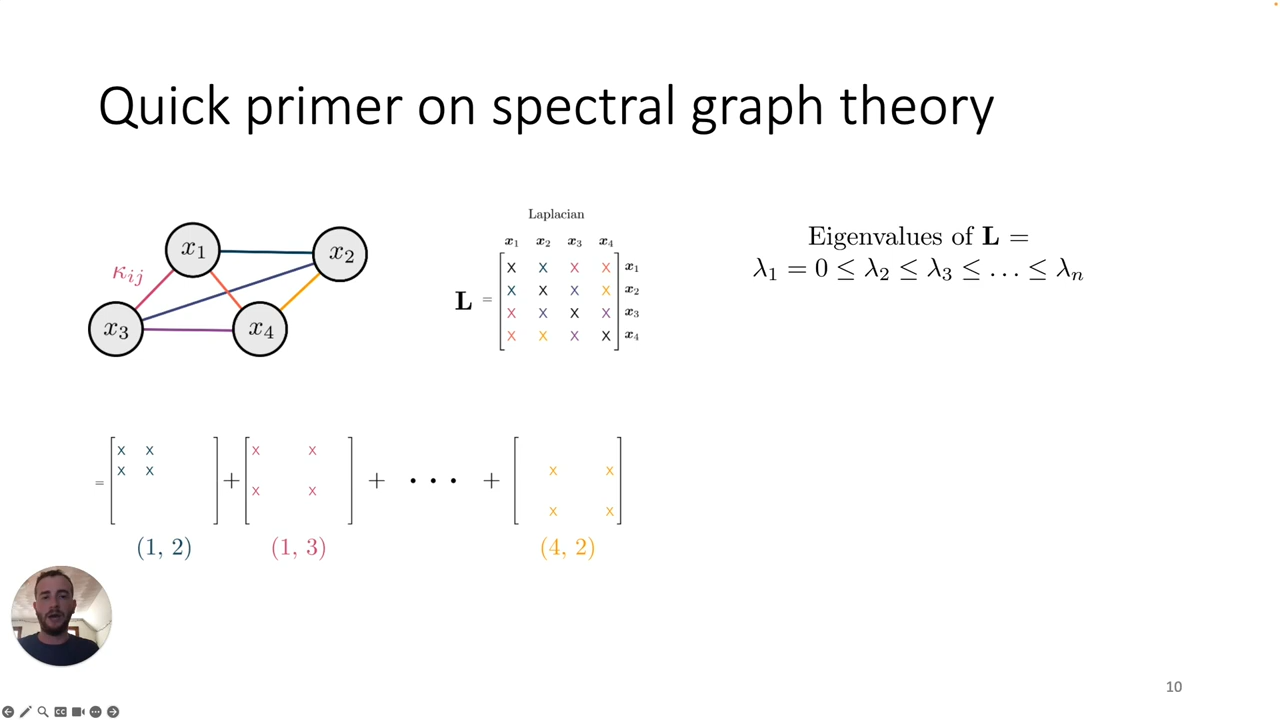 Quick primer on spectral graph theory
x₁
x₂
x₃
x₄
κᵢⱼ
Laplacian
x₁ x₂ x₃ x₄
L =
x x x x x₁
x x x x x₂
x x x x x₃
x x x x x₄
Eigenvalues of L =
λ₁ = 0 ≤ λ₂ ≤ λ₃ ≤ … ≤ λₙ
x x x x x x
= x x + x x + · · · + x x
(1, 2) (1, 3) (4, 2)
10
CC